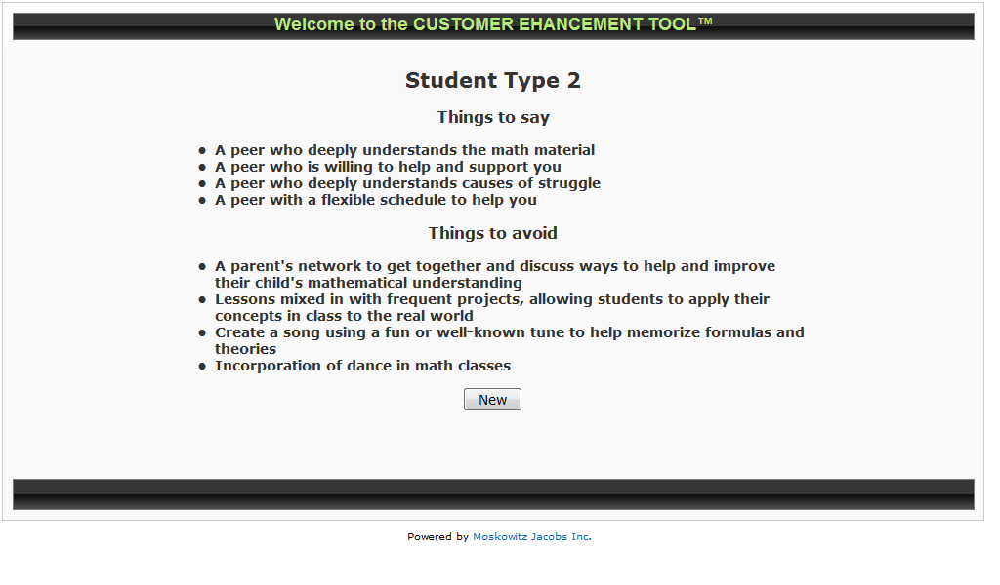 Welcome to the CUSTOMER EHANCEMENT TOOL™
Student Type 2
Things to say
• A peer who deeply understands the math material
• A peer who is willing to help and support you
• A peer who deeply understands causes of struggle
• A peer with a flexible schedule to help you
Things to avoid
• A parent's network to get together and discuss ways to help and improve
their child's mathematical understanding
• Lessons mixed in with frequent projects, allowing students to apply their
concepts in class to the real world
• Create a song using a fun or well-known tune to help memorize formulas and
theories
• Incorporation of dance in math classes
New
Powered by Moskowitz Jacobs Inc.